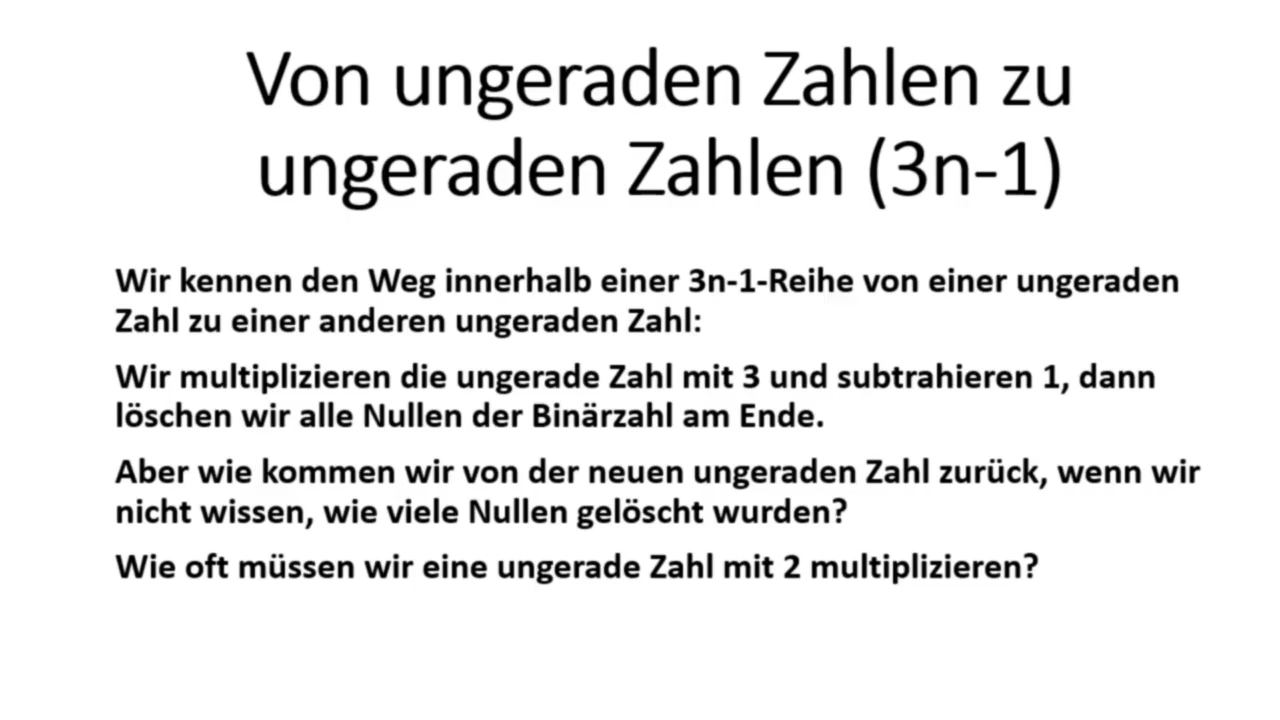 Von ungeraden Zahlen zu
ungeraden Zahlen (3n-1)
Wir kennen den Weg innerhalb einer 3n-1-Reihe von einer ungeraden
Zahl zu einer anderen ungeraden Zahl:
Wir multiplizieren die ungerade Zahl mit 3 und subtrahieren 1, dann
löschen wir alle Nullen der Binärzahl am Ende.
Aber wie kommen wir von der neuen ungeraden Zahl zurück, wenn wir
nicht wissen, wie viele Nullen gelöscht wurden?
Wie oft müssen wir eine ungerade Zahl mit 2 multiplizieren?